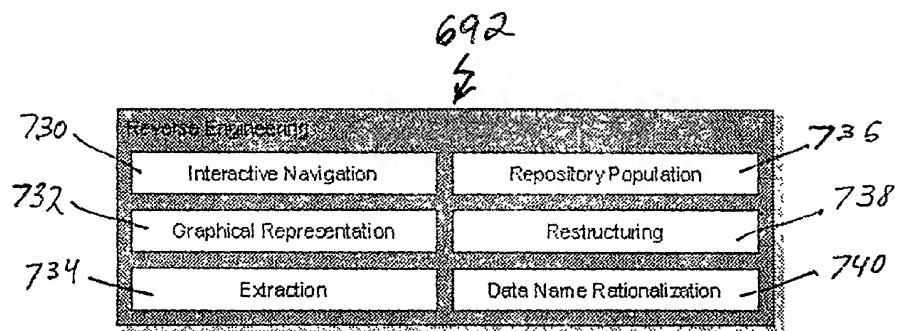 692
Reverse Engineering
730 Interactive Navigation Repository Population 736
732 Graphical Representation Restructuring 738
734 Extraction Data Name Rationalization 740